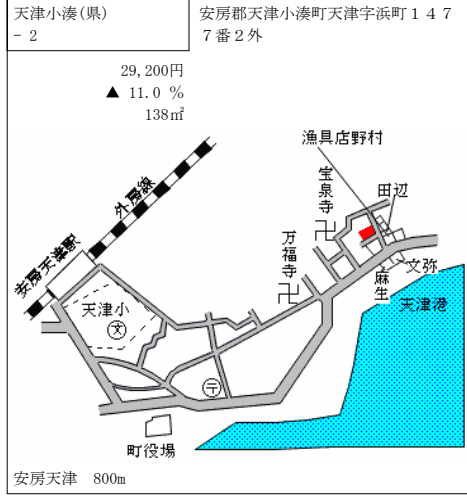 天津小湊(県)
－2
安房郡天津小湊町天津字浜町１４７
７番２外
29,200円
▲ 11.0 %
138㎡
漁具店野村
田辺
宝泉寺
卍
外房線
安房天津駅
万福寺
卍
文弥
麻生
天津港
天津小
文
〒
町役場
安房天津 800m